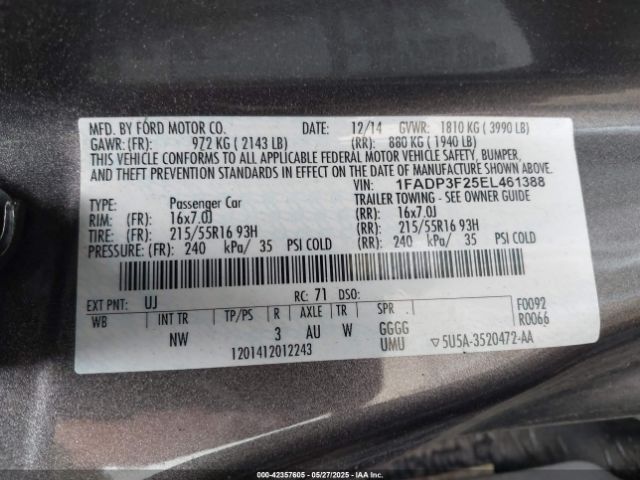 MFD. BY FORD MOTOR CO. DATE: 12/14 GVWR: 1810 KG ( 3990 LB)
GAWR: (FR): 972 KG ( 2143 LB) (RR): 880 KG ( 1940 LB)
THIS VEHICLE CONFORMS TO ALL APPLICABLE FEDERAL MOTOR VEHICLE SAFETY, BUMPER,
AND THEFT PREVENTION STANDARDS IN EFFECT ON THE DATE OF MANUFACTURE SHOWN ABOVE.
VIN: 1FADP3F25EL461388
TYPE: Passenger Car TRAILER TOWING - SEE OWNER GUIDE
RIM: (FR): 16x7.0J (RR): 16x7.0J
TIRE: (FR): 215/55R16 93H (RR): 215/55R16 93H
PRESSURE: (FR): 240 kPa/ 35 PSI COLD (RR): 240 kPa/ 35 PSI COLD
EXT PNT: UJ RC: 71 DSO: F0092
WB INT TR TP/PS R AXLE TR SPR R0066
NW 3 AU W GGGG
1201412012243 UMU ▽5U5A-3520472-AA
000-42357605 - 05/27/2025 - IAAI.COM